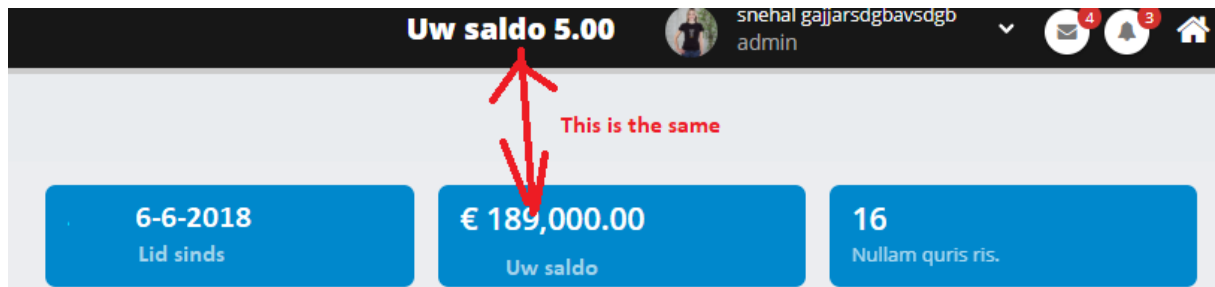 Uw saldo 5.00
snehal gajjarsdgbavsdgb
admin
4
3
This is the same
6-6-2018
Lid sinds
€ 189,000.00
Uw saldo
16
Nullam quris ris.